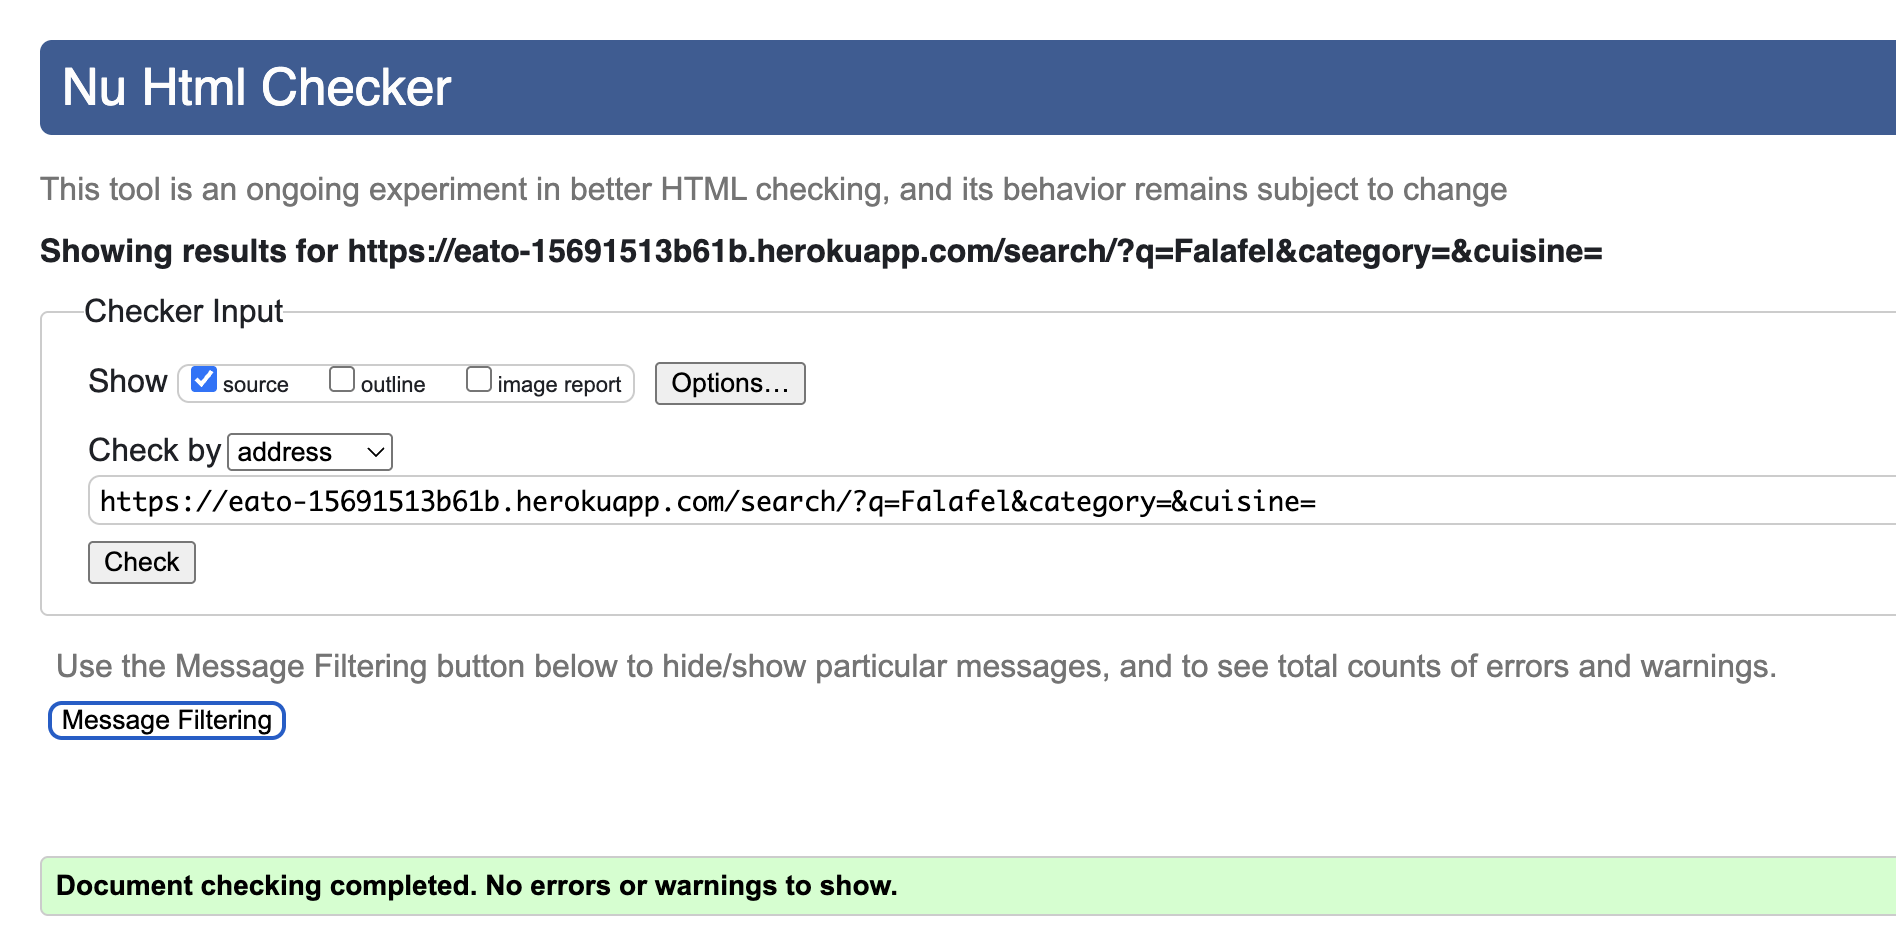 Nu Html Checker
This tool is an ongoing experiment in better HTML checking, and its behavior remains subject to change
Showing results for https://eato-15691513b61b.herokuapp.com/search/?q=Falafel&category=&cuisine=
Checker Input
Show source outline image report Options…
Check by address
https://eato-15691513b61b.herokuapp.com/search/?q=Falafel&category=&cuisine=
Check
Use the Message Filtering button below to hide/show particular messages, and to see total counts of errors and warnings.
Message Filtering
Document checking completed. No errors or warnings to show.